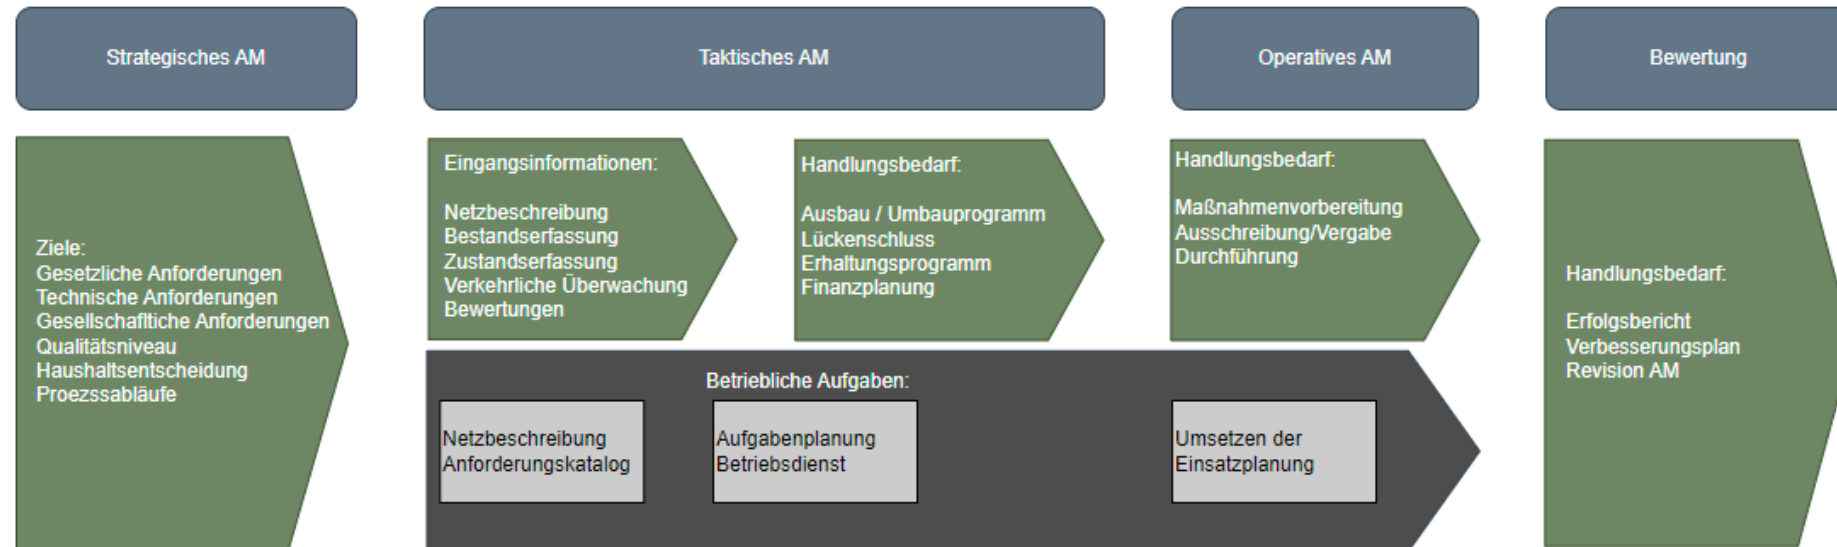 Strategisches AM
Taktisches AM
Operatives AM
Bewertung
Ziele:
Gesetzliche Anforderungen
Technische Anforderungen
Gesellschafltiche Anforderungen
Qualitätsniveau
Haushaltsentscheidung
Proezssabläufe
Eingangsinformationen:
Netzbeschreibung
Bestandserfassung
Zustandserfassung
Verkehrliche Überwachung
Bewertungen
Handlungsbedarf:
Ausbau / Umbauprogramm
Lückenschluss
Erhaltungsprogramm
Finanzplanung
Handlungsbedarf:
Maßnahmenvorbereitung
Ausschreibung/Vergabe
Durchführung
Betriebliche Aufgaben:
Netzbeschreibung
Anforderungskatalog
Aufgabenplanung
Betriebsdienst
Umsetzen der
Einsatzplanung
Handlungsbedarf:
Erfolgsbericht
Verbesserungsplan
Revision AM